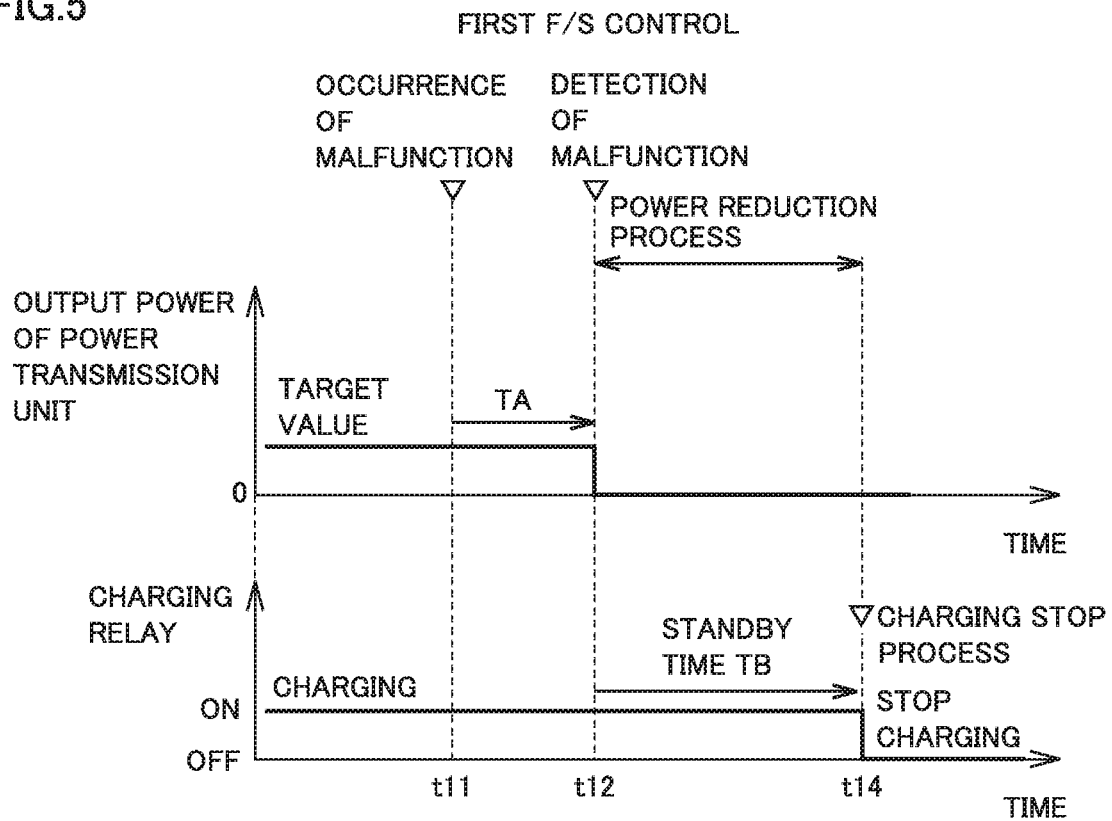 FIG.5
FIRST F/S CONTROL
OCCURRENCE
OF
MALFUNCTION
DETECTION
OF
MALFUNCTION
POWER REDUCTION
PROCESS
OUTPUT POWER
OF POWER
TRANSMISSION
UNIT
TARGET
VALUE
TA
0
TIME
CHARGING
RELAY
STANDBY
TIME TB
CHARGING STOP
PROCESS
CHARGING
ON
STOP
CHARGING
OFF
t11
t12
t14
TIME